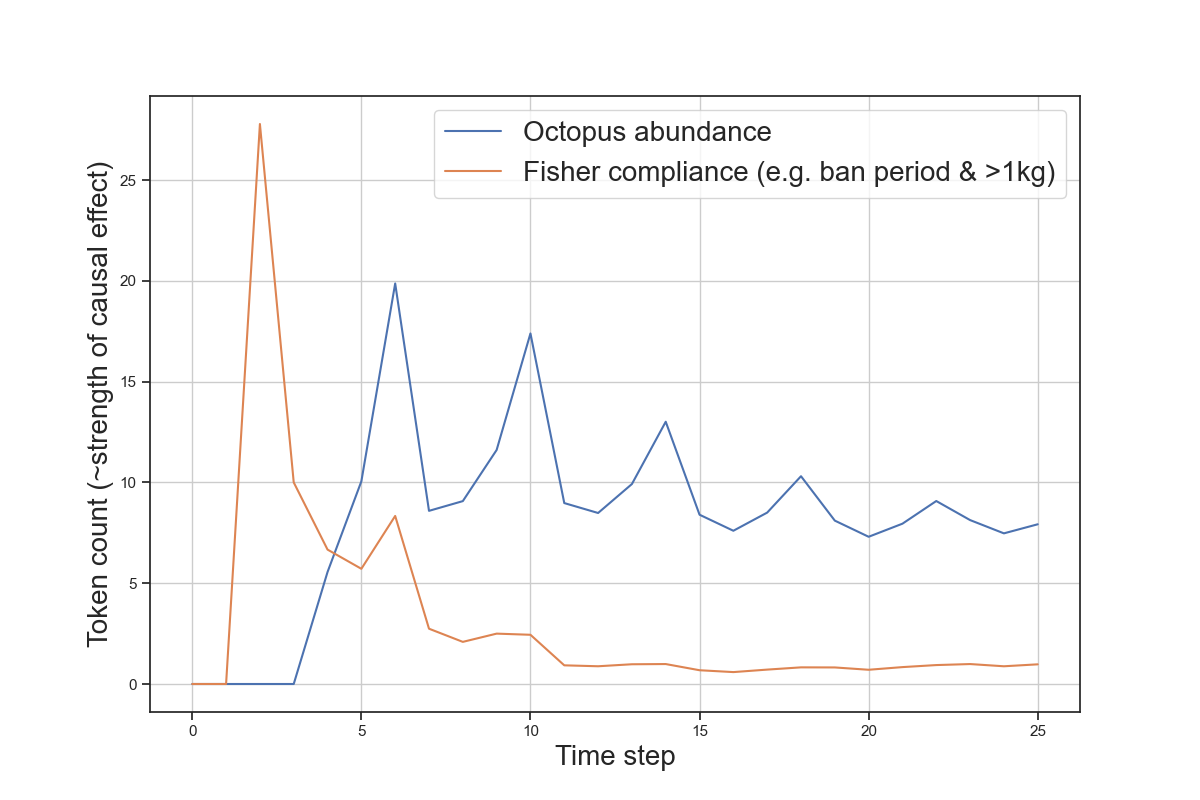 Octopus abundance
Fisher compliance (e.g. ban period & >1kg)
Token count (~strength of causal effect)
25
20
15
10
5
0
0 5 10 15 20 25
Time step